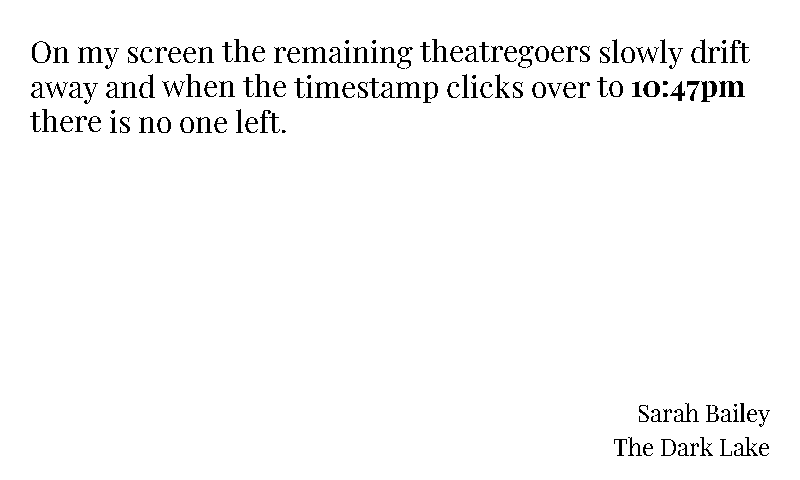 On my screen the remaining theatregoers slowly drift
away and when the timestamp clicks over to 10:47pm
there is no one left.
Sarah Bailey
The Dark Lake